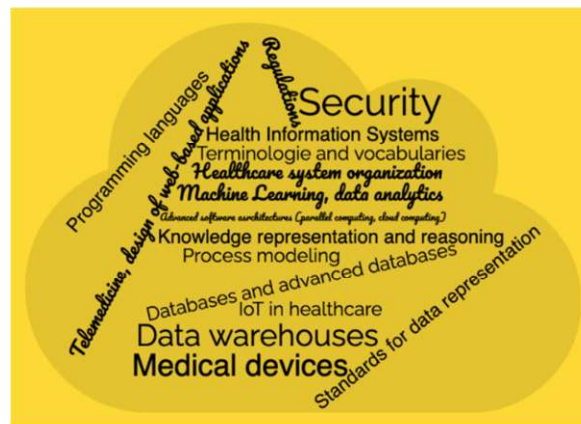 Regulations
Programming languages
Telemedicine, design of web-based applications
Security
Health Information Systems
Terminologie and vocabularies
Healthcare system organization
Machine Learning, data analytics
Advanced software earchitectures (parallel computing, cloud computing)
Knowledge representation and reasoning
Process modeling
Databases and advanced databases
IoT in healthcare
Standards for data representation
Data warehouses
Medical devices